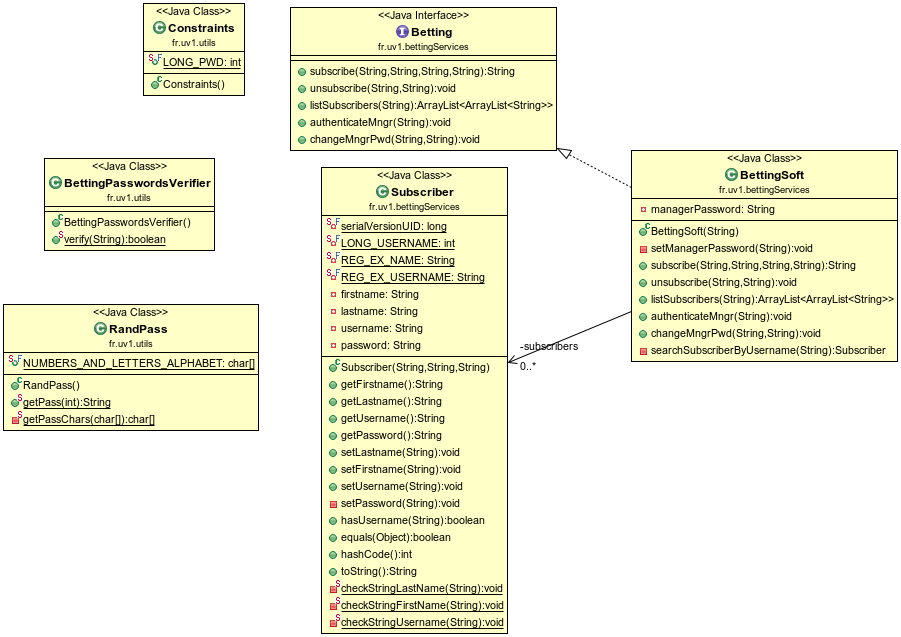 <<Java Class>>
Constraints
fr.uv1.utils
LONG_PWD: int
Constraints()
<<Java Interface>>
Betting
fr.uv1.bettingServices
subscribe(String,String,String,String):String
unsubscribe(String,String):void
listSubscribers(String):ArrayList<ArrayList<String>>
authenticateMngr(String):void
changeMngrPwd(String,String):void
<<Java Class>>
BettingPasswordsVerifier
fr.uv1.utils
BettingPasswordsVerifier()
verify(String):boolean
<<Java Class>>
Subscriber
fr.uv1.bettingServices
serialVersionUID: long
LONG_USERNAME: int
REG_EX_NAME: String
REG_EX_USERNAME: String
firstname: String
lastname: String
username: String
password: String
Subscriber(String,String,String)
getFirstname():String
getLastname():String
getUsername():String
getPassword():String
setLastname(String):void
setFirstname(String):void
setUsername(String):void
setPassword(String):void
hasUsername(String):boolean
equals(Object):boolean
hashCode():int
toString():String
checkStringLastName(String):void
checkStringFirstName(String):void
checkStringUsername(String):void
<<Java Class>>
BettingSoft
fr.uv1.bettingServices
managerPassword: String
BettingSoft(String)
setManagerPassword(String):void
subscribe(String,String,String,String):String
unsubscribe(String,String):void
listSubscribers(String):ArrayList<ArrayList<String>>
authenticateMngr(String):void
changeMngrPwd(String,String):void
searchSubscriberByUsername(String):Subscriber
-subscribers
0..*
<<Java Class>>
RandPass
fr.uv1.utils
NUMBERS_AND_LETTERS_ALPHABET: char[]
RandPass()
getPass(int):String
getPassChars(char[]):char[]